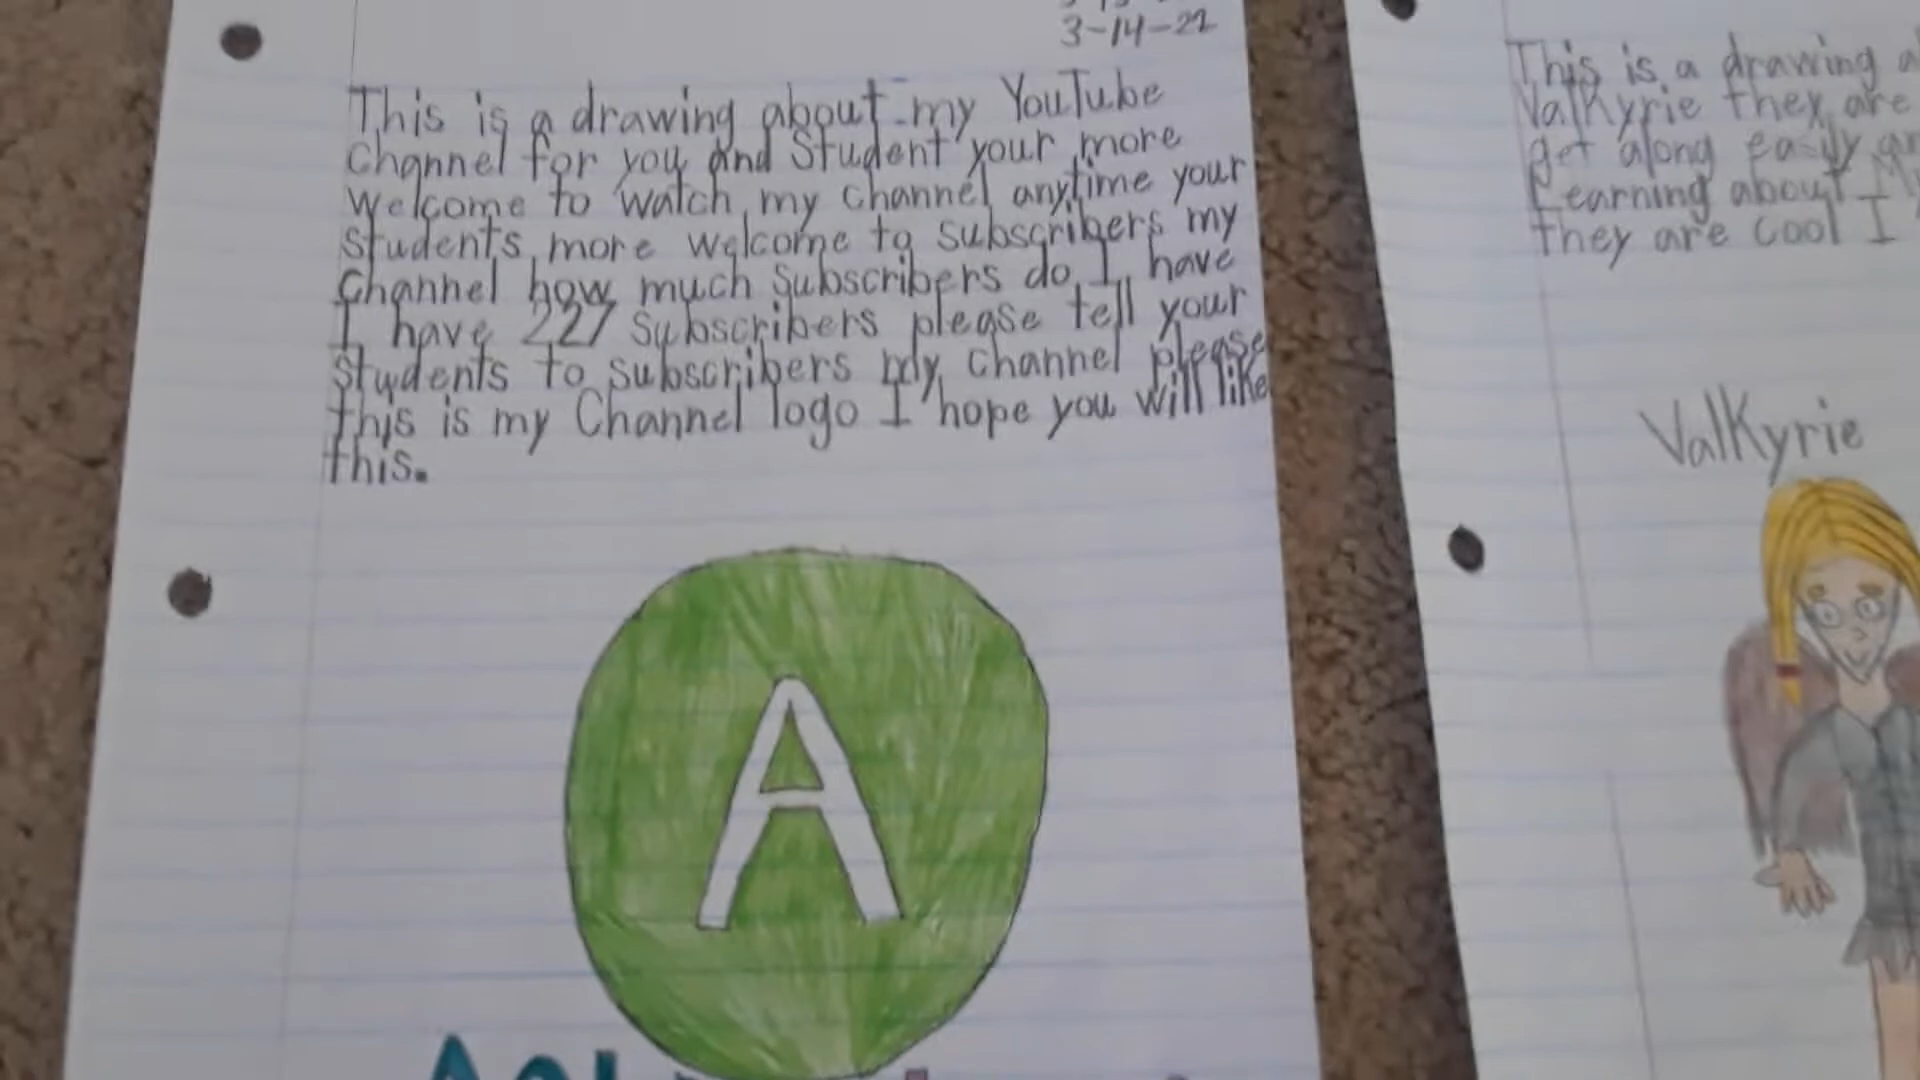 3-14-22
This is a drawing about my YouTube
Channel for you and Student your more
welcome to watch my channel anytime your
Students more welcome to subscribers my
Channel how much Subscribers do I have
I have 227 Subscribers please tell your
Students to subscribers my channel please
this is my Channel logo I hope you will like
this.
A
This is a drawing
Valkyrie they are
get along easily
Learning about
they are cool I
Valkyrie